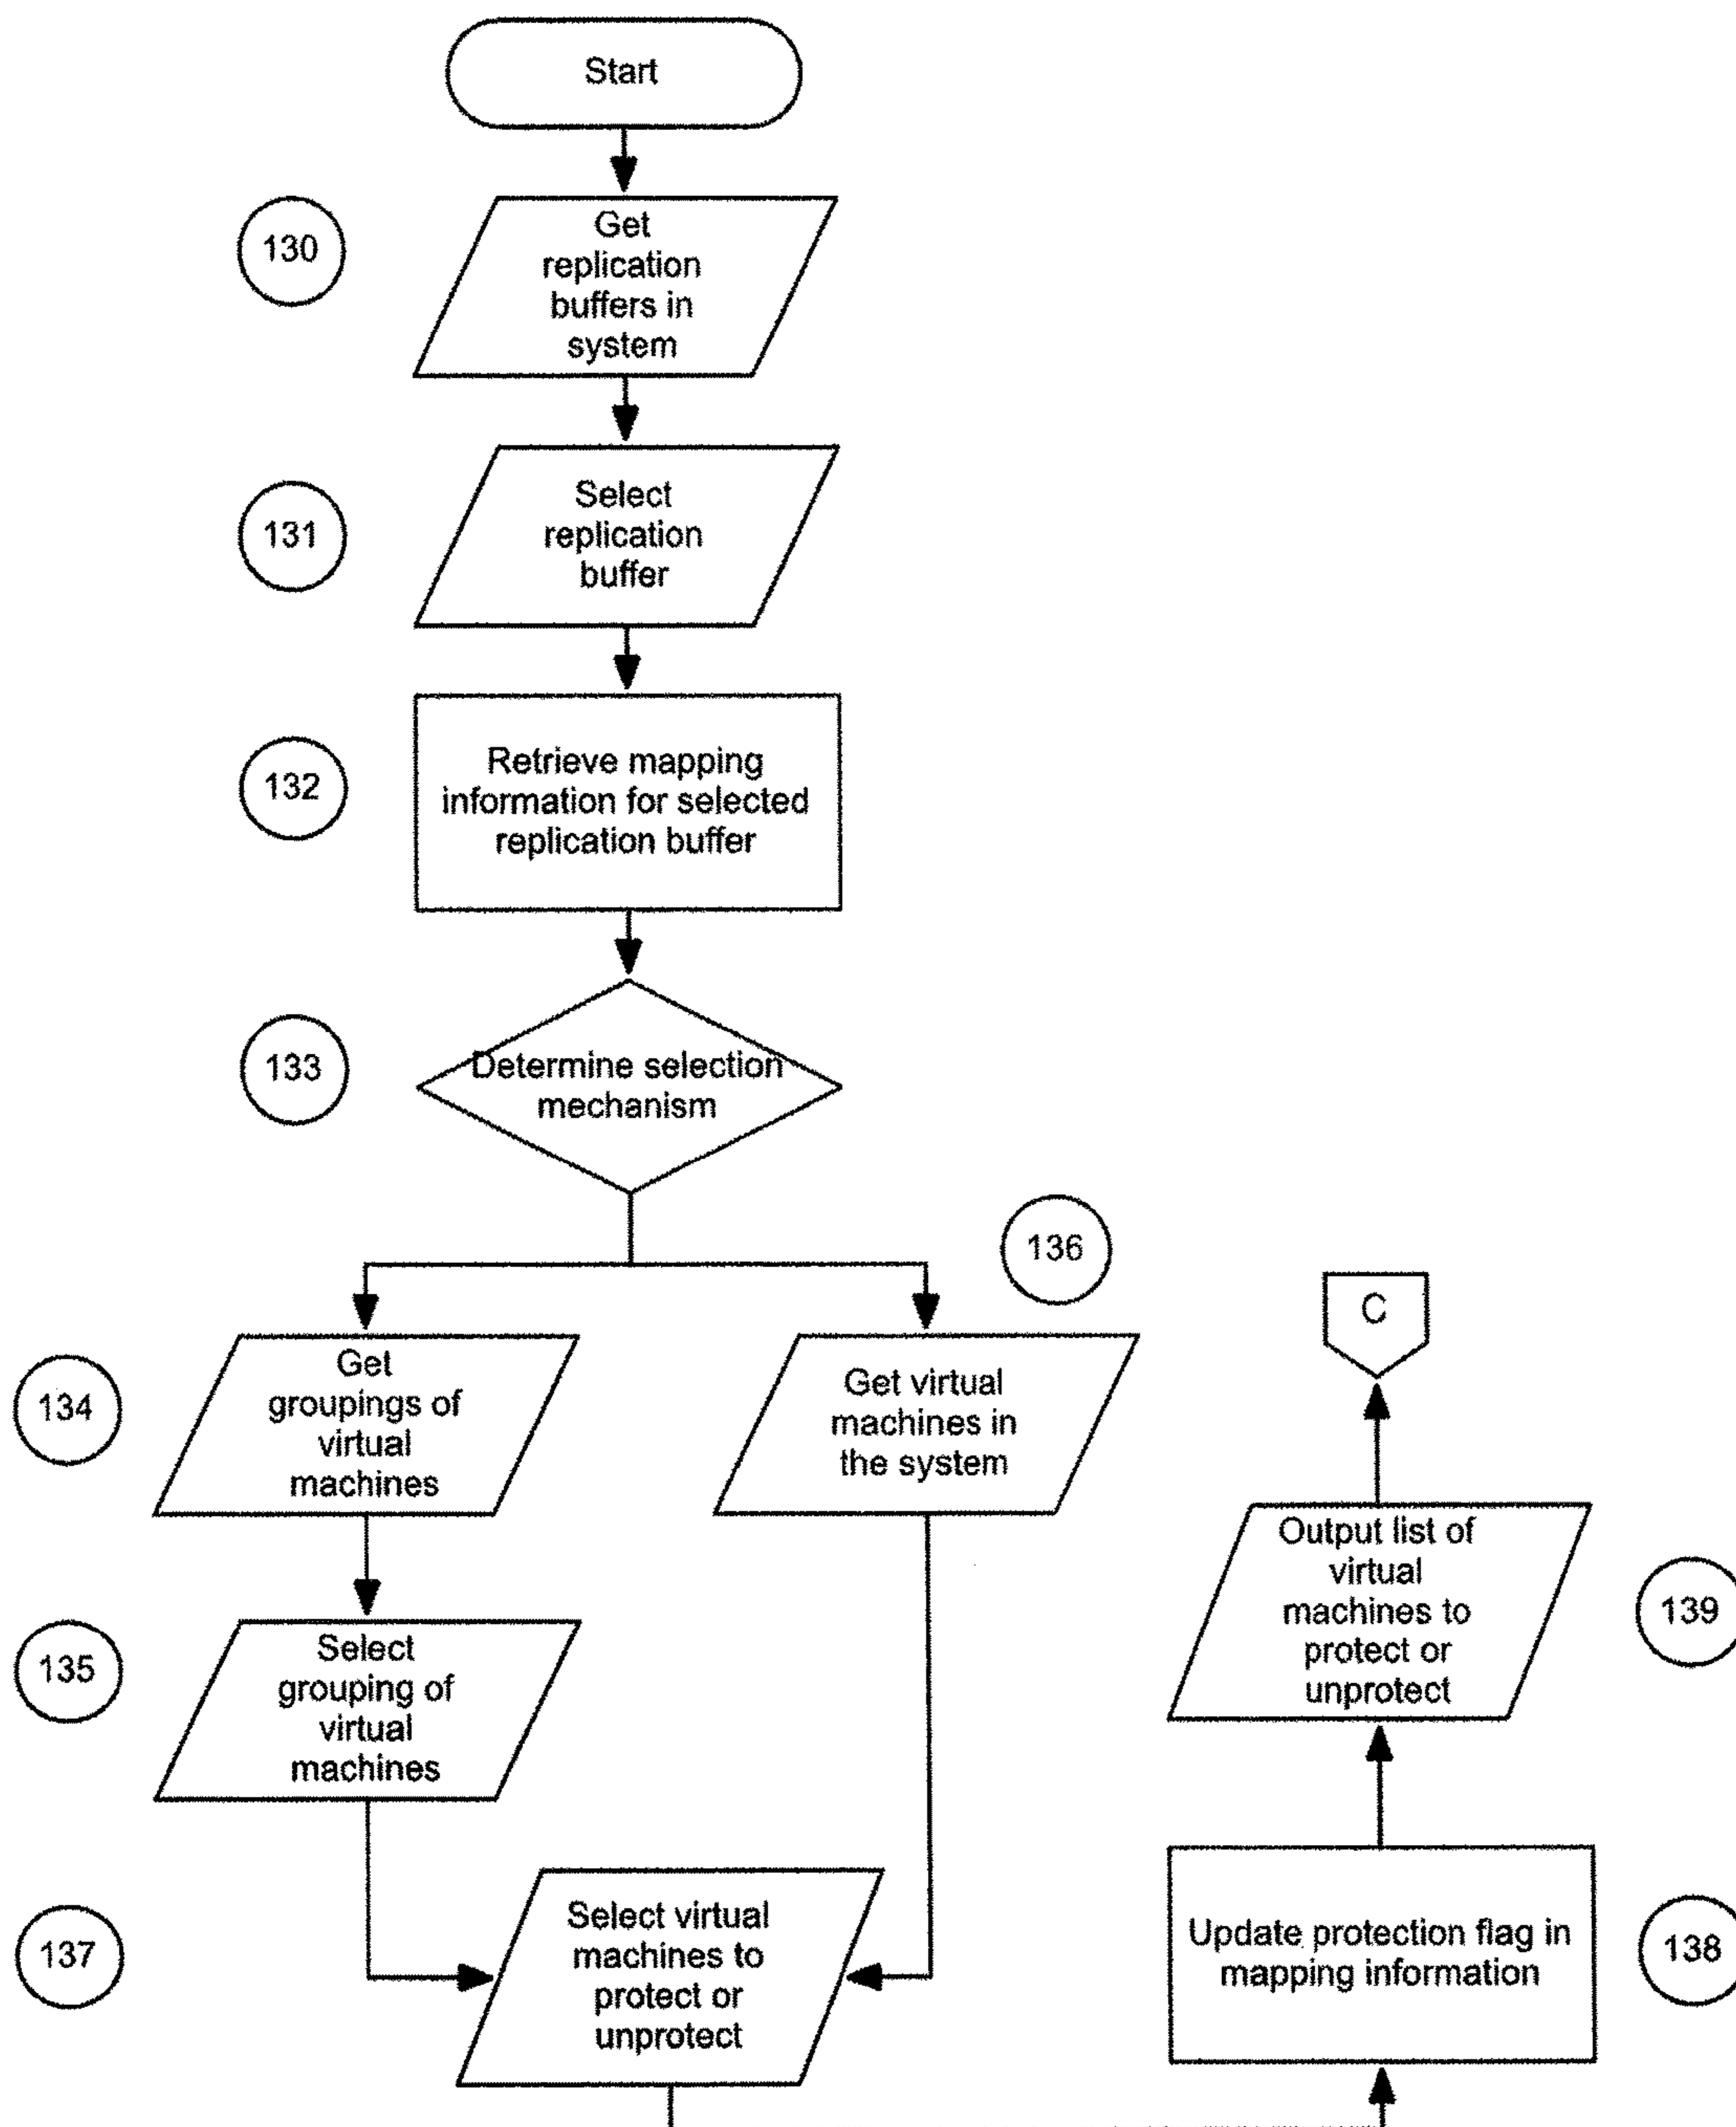 Start
130
Get
replication
buffers in
system
131
Select
replication
buffer
132
Retrieve mapping
information for selected
replication buffer
133
Determine selection
mechanism
136
C
134
Get
groupings of
virtual
machines
Get virtual
machines in
the system
Output list of
virtual
machines to
protect or
unprotect
139
135
Select
grouping of
virtual
machines
137
Select virtual
machines to
protect or
unprotect
Update protection flag in
mapping information
138